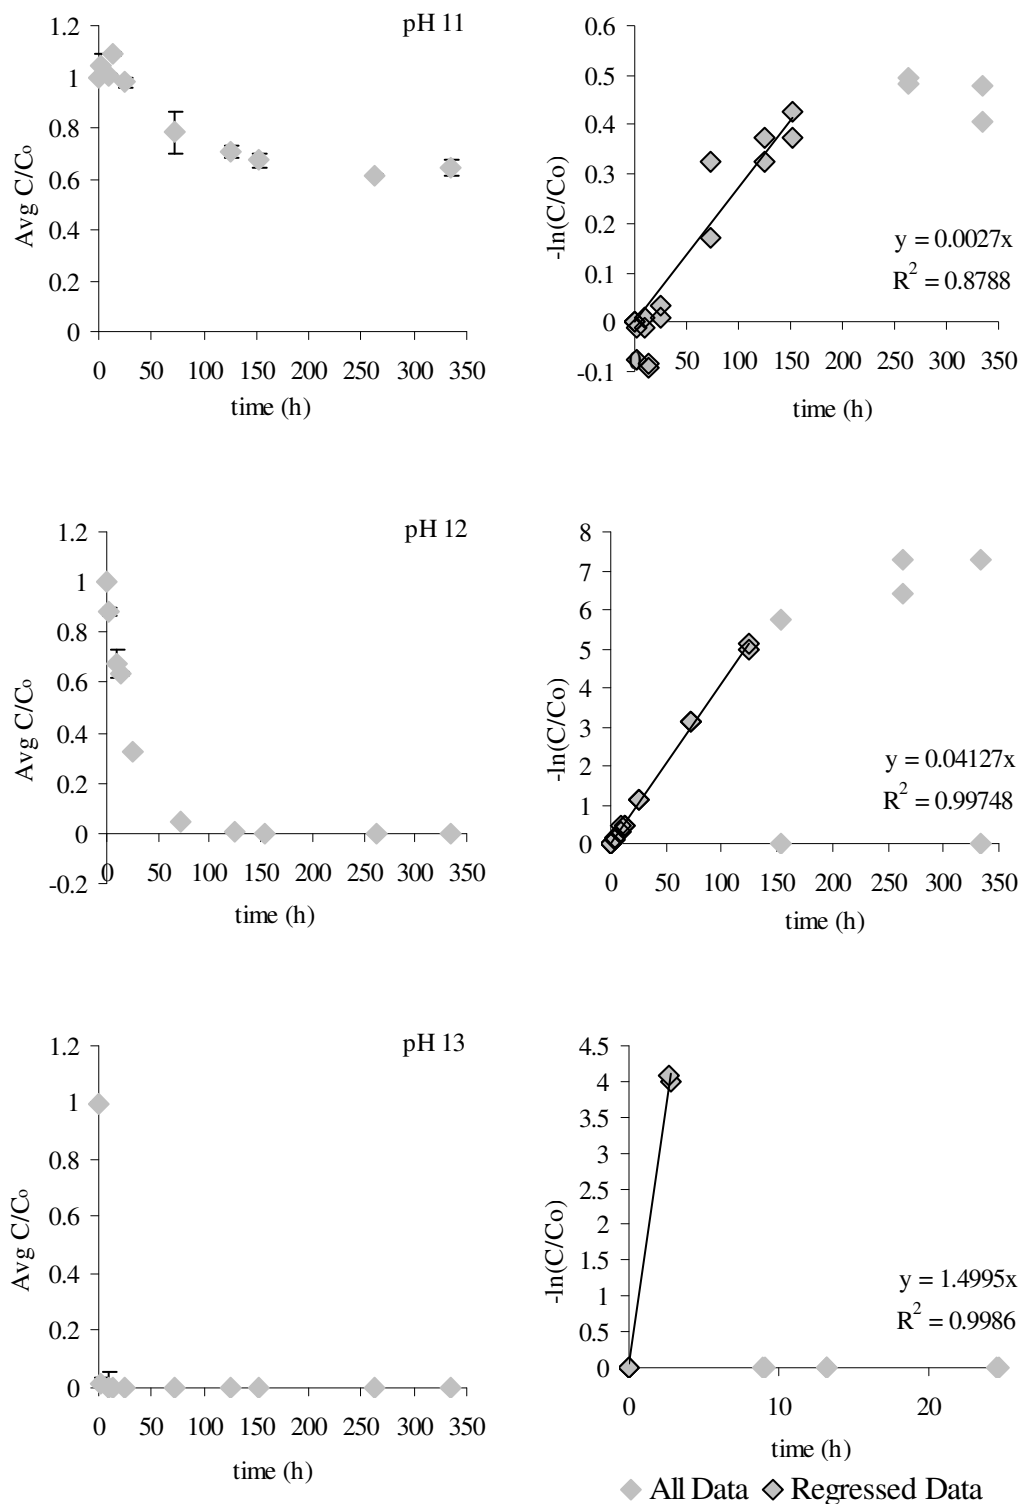 pH 11
1.2
1
0.8
0.6
0.4
0.2
0
Avg C/Co
0 50 100 150 200 250 300 350
time (h)
0.6
0.5
0.4
0.3
0.2
0.1
0
-0.1
-ln(C/Co)
y = 0.0027x
R2 = 0.8788
50 100 150 200 250 300 350
time (h)
pH 12
1.2
1
0.8
0.6
0.4
0.2
0
-0.2
Avg C/Co
0 50 100 150 200 250 300 350
time (h)
8
7
6
5
4
3
2
1
0
-ln(C/Co)
y = 0.04127x
R2 = 0.99748
0 50 100 150 200 250 300 350
time (h)
pH 13
1.2
1
0.8
0.6
0.4
0.2
0
Avg C/Co
0 50 100 150 200 250 300 350
time (h)
4.5
4
3.5
3
2.5
2
1.5
1
0.5
0
-ln(C/Co)
y = 1.4995x
R2 = 0.9986
0 10 20
time (h)
All Data Regressed Data